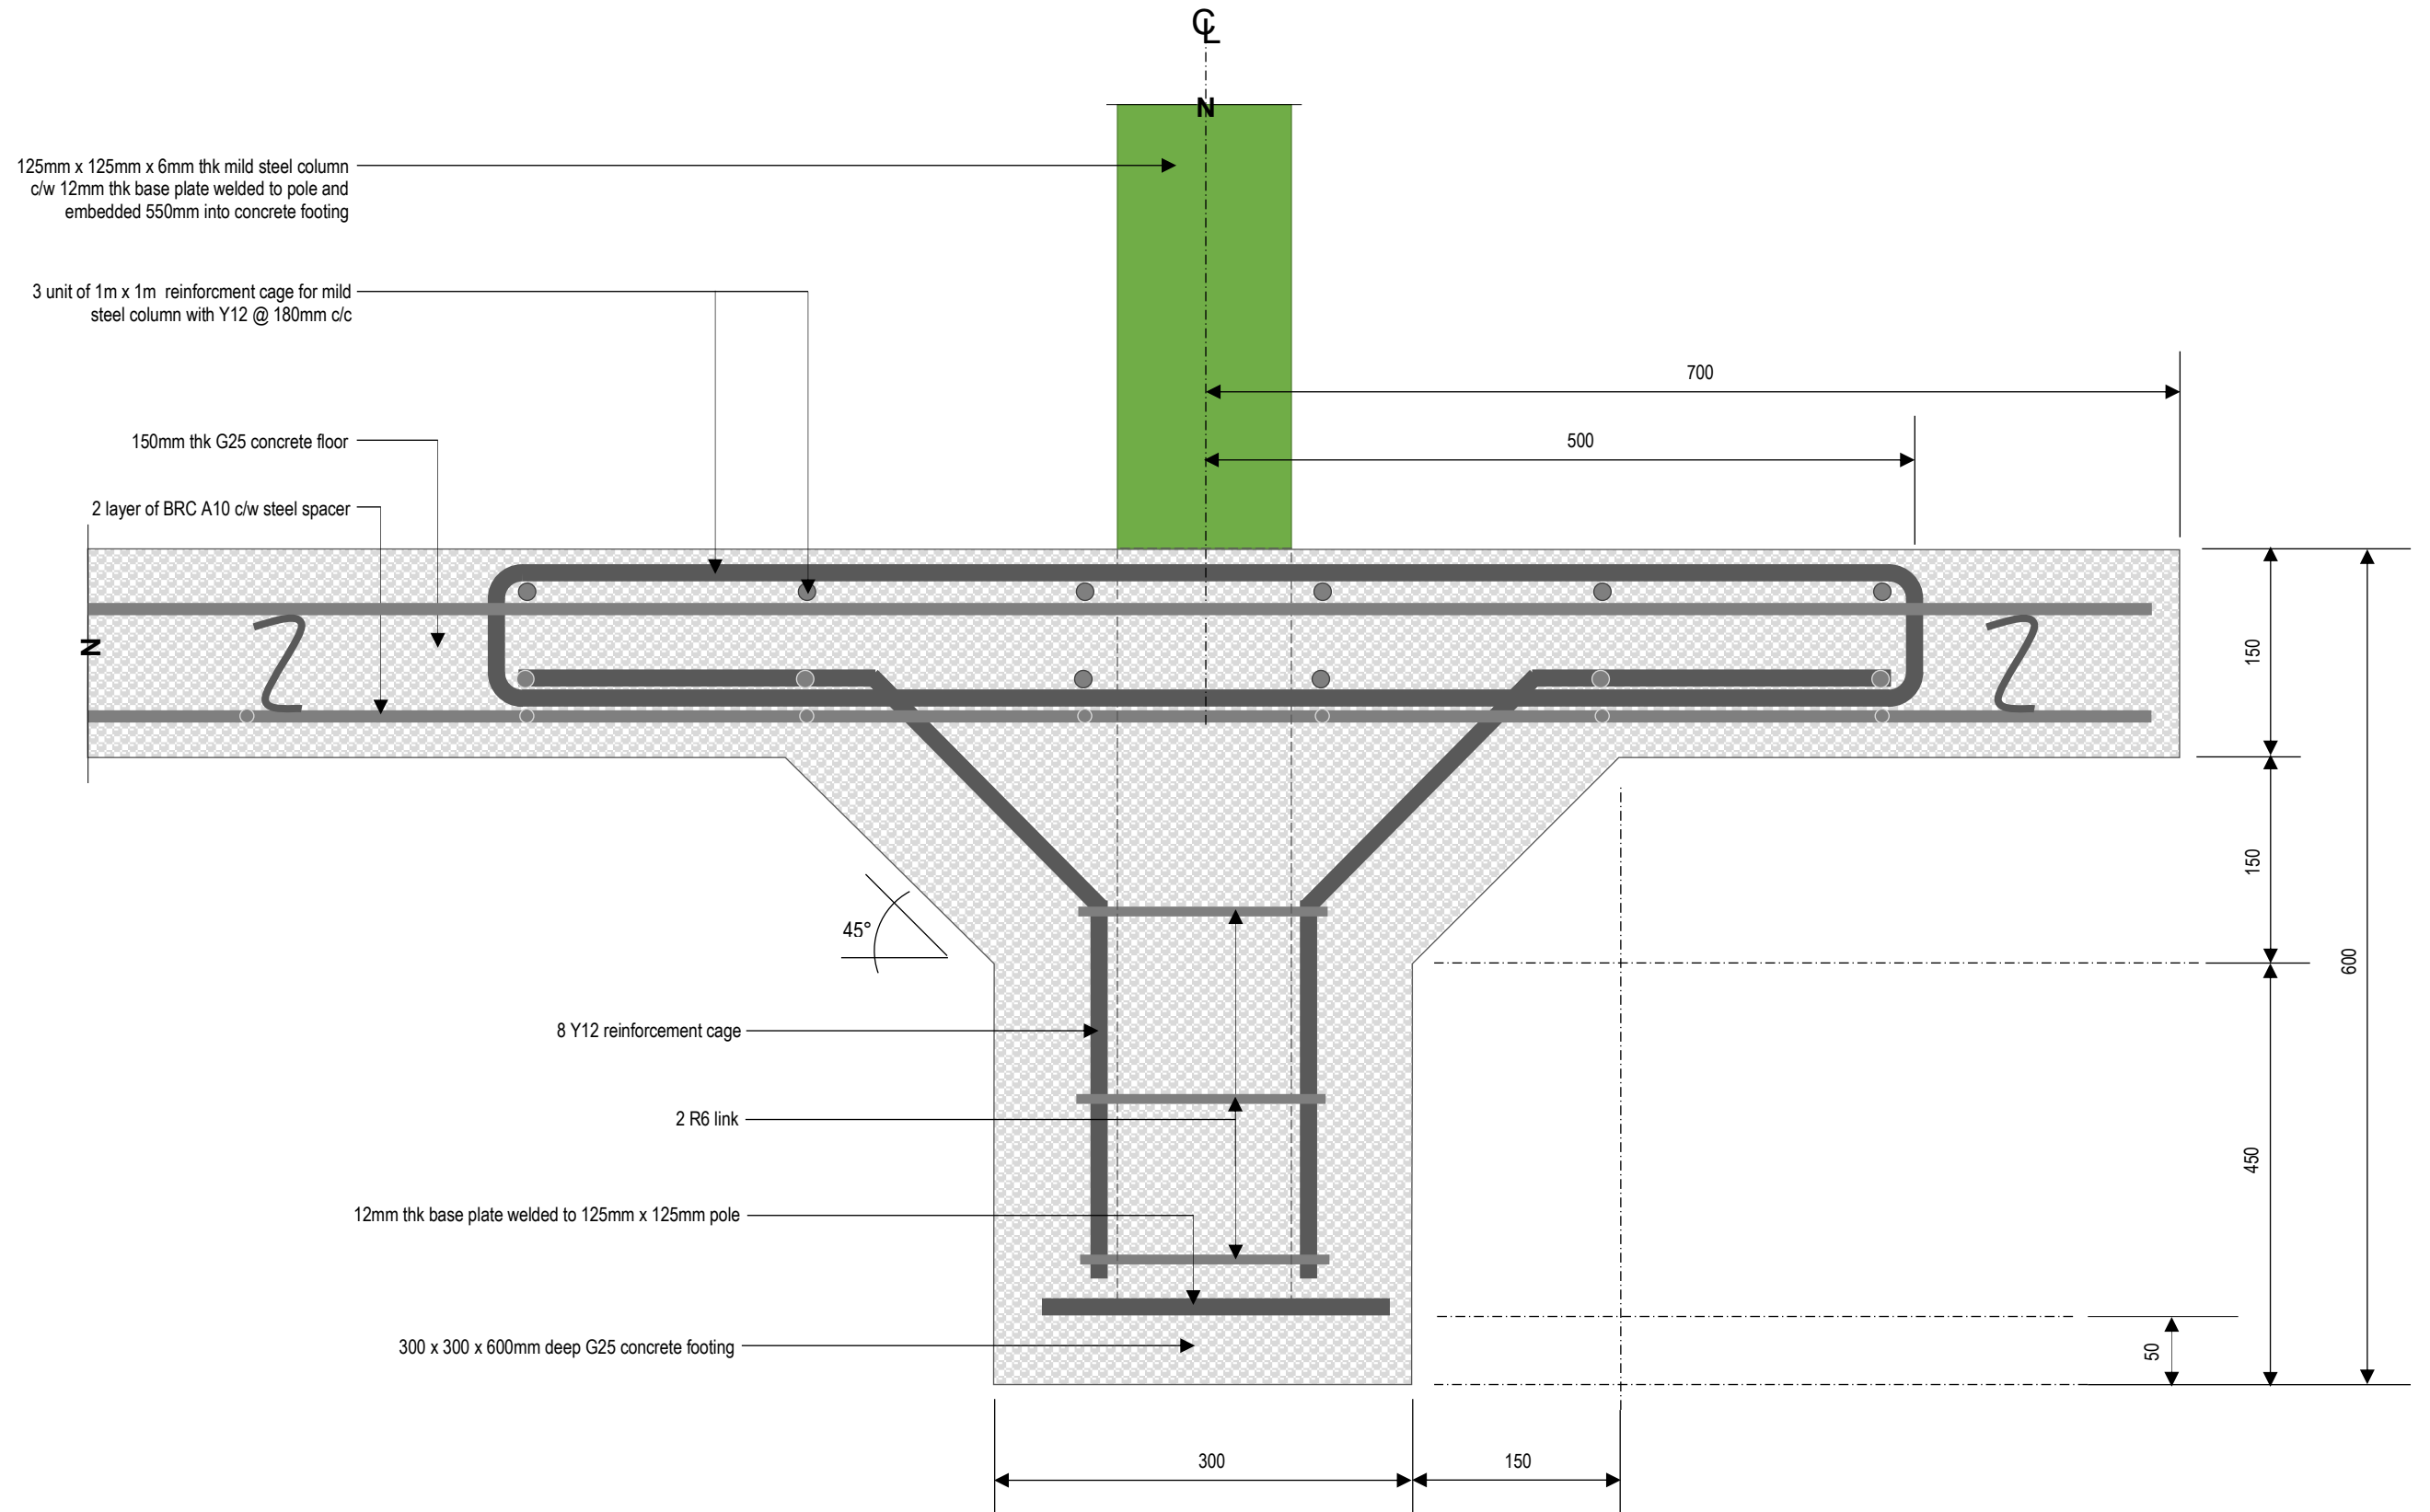 CL
N
125mm x 125mm x 6mm thk mild steel column
c/w 12mm thk base plate welded to pole and
embedded 550mm into concrete footing
3 unit of 1m x 1m reinforcment cage for mild
steel column with Y12 @ 180mm c/c
700
500
150mm thk G25 concrete floor
2 layer of BRC A10 c/w steel spacer
N
150
150
600
45°
8 Y12 reinforcement cage
2 R6 link
450
12mm thk base plate welded to 125mm x 125mm pole
300 x 300 x 600mm deep G25 concrete footing
50
300
150